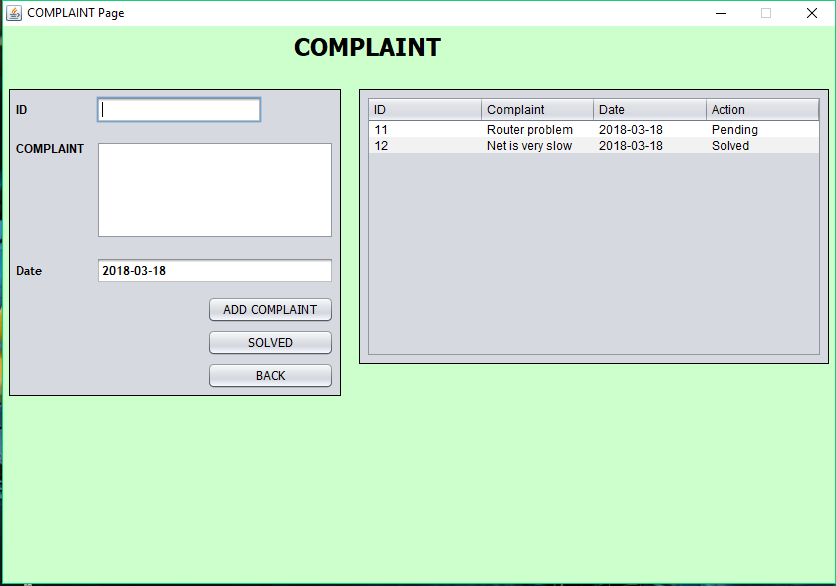 COMPLAINT Page
COMPLAINT
ID
COMPLAINT
Date 2018-03-18
ADD COMPLAINT
SOLVED
BACK
ID Complaint Date Action
11 Router problem 2018-03-18 Pending
12 Net is very slow 2018-03-18 Solved